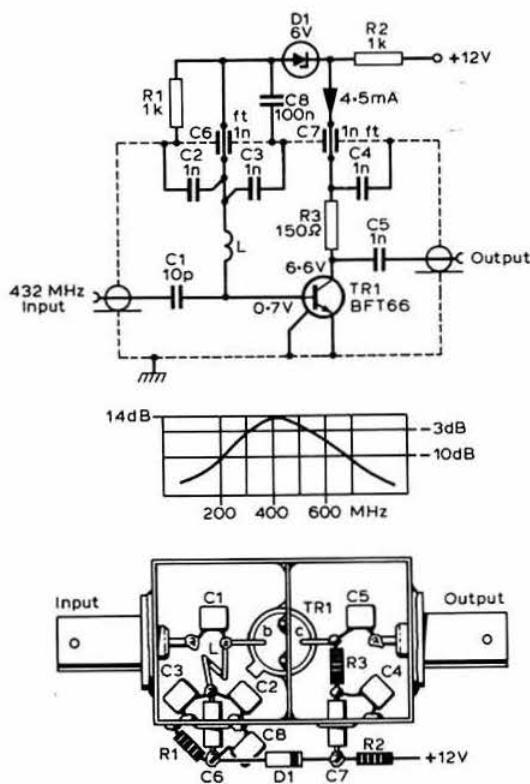 D1
6V
R2
1k
+12V
R1
1k
C8
100n
4·5mA
ft
C6
1n
C7
1n ft
C2
1n
C3
1n
C4
1n
R3
150Ω
C5
1n
L
C1
10p
6·6V
Output
432 MHz
Input
0·7V
TR1
BFT66
14dB
-3dB
-10dB
200
400
600
MHz
Input
C1
TR1
C5
Output
b
c
L
R3
C3
C2
C4
R1
C8
C6
D1
C7
R2
+12V